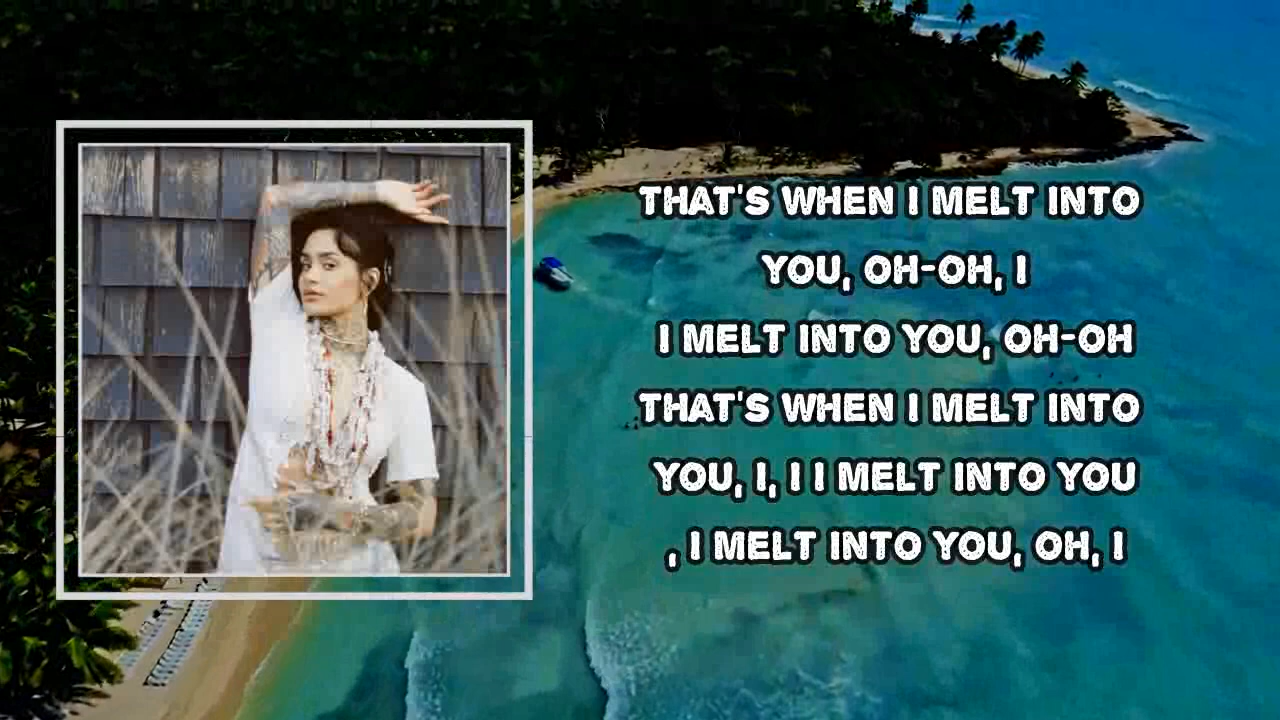 THAT'S WHEN I MELT INTO
YOU, OH-OH, I
I MELT INTO YOU, OH-OH
THAT'S WHEN I MELT INTO
YOU, I, I I MELT INTO YOU
, I MELT INTO YOU, OH, I